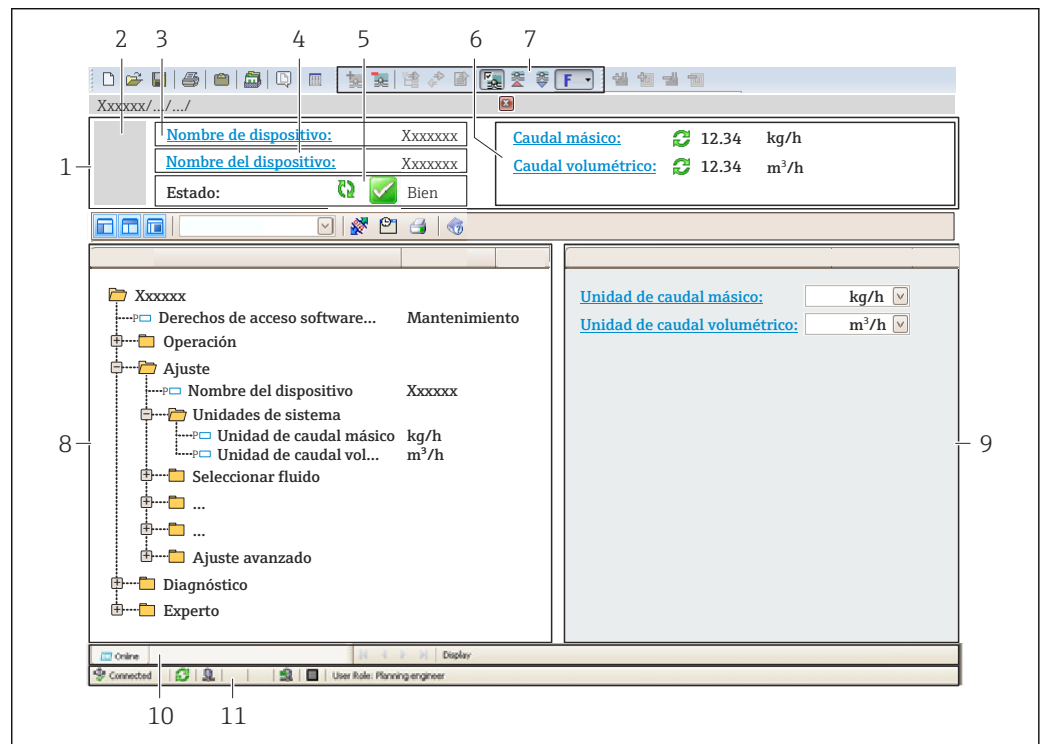 2 3 4 5 6 7
F
Xxxxxx/.../.../
1
Nombre de dispositivo: Xxxxxxx
Nombre del dispositivo: Xxxxxxx
Estado: Bien
Caudal másico: 12.34 kg/h
Caudal volumétrico: 12.34 m³/h
Xxxxxx
P Derechos de acceso software... Mantenimiento
Operación
Ajuste
P Nombre del dispositivo Xxxxxx
Unidades de sistema
P Unidad de caudal másico kg/h
P Unidad de caudal vol... m³/h
Seleccionar fluido
...
...
Ajuste avanzado
Diagnóstico
Experto
8
Unidad de caudal másico: kg/h
Unidad de caudal volumétrico: m³/h
9
Online Display
Connected User Role: Planning engineer
10 11